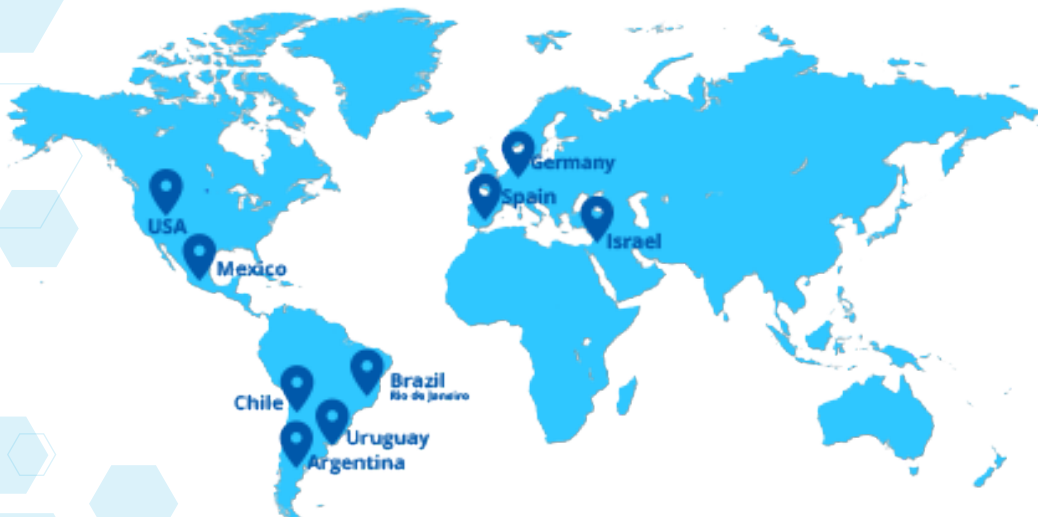 Germany
Spain
USA
Israel
Mexico
Brazil
Rio de Janeiro
Chile
Uruguay
Argentina